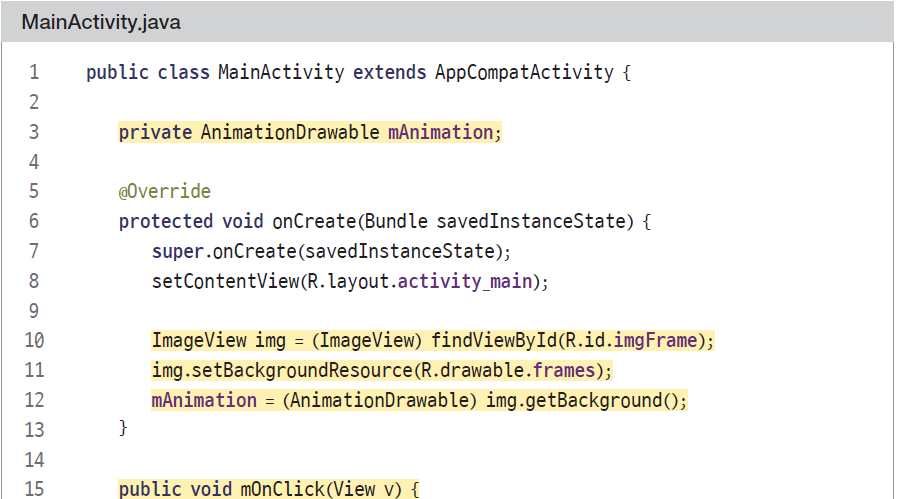 MainActivity.java
1 public class MainActivity extends AppCompatActivity {
2
3 private AnimationDrawable mAnimation;
4
5 @Override
6 protected void onCreate(Bundle savedInstanceState) {
7 super.onCreate(savedInstanceState);
8 setContentView(R.layout.activity_main);
9
10 ImageView img = (ImageView) findViewById(R.id.imgFrame);
11 img.setBackgroundResource(R.drawable.frames);
12 mAnimation = (AnimationDrawable) img.getBackground();
13 }
14
15 public void mOnClick(View v) {